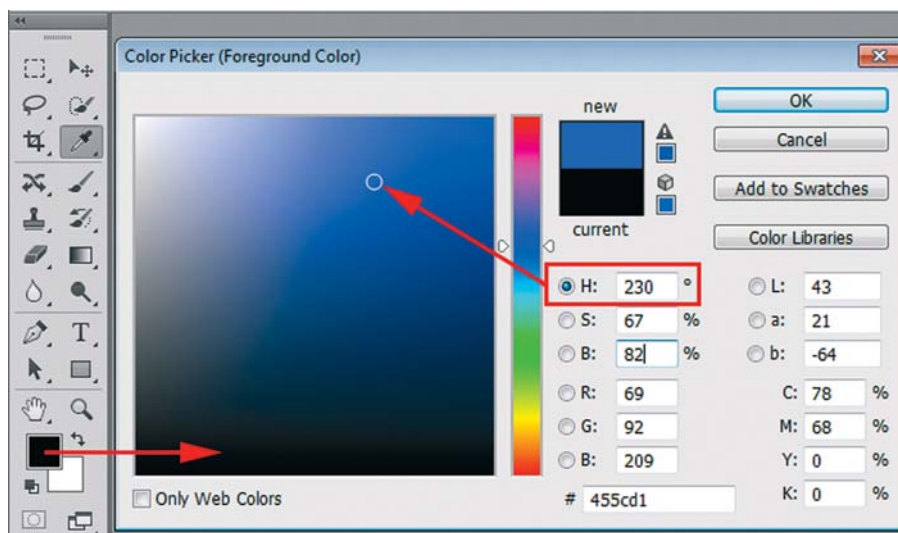 Color Picker (Foreground Color)
new
current
OK
Cancel
Add to Swatches
Color Libraries
H: 230 °
L: 43
S: 67 %
a: 21
B: 82 %
b: -64
R: 69
C: 78 %
G: 92
M: 68 %
B: 209
Y: 0 %
Only Web Colors
# 455cd1
K: 0 %
T